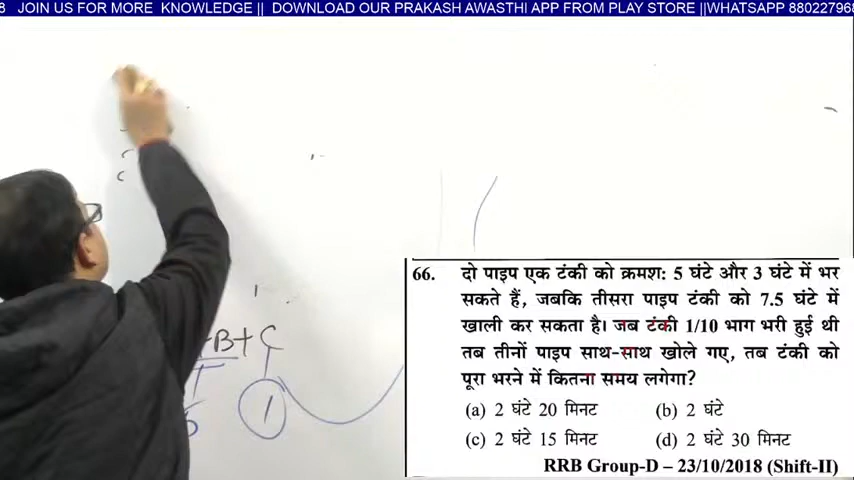 8 JOIN US FOR MORE KNOWLEDGE || DOWNLOAD OUR PRAKASH AWASTHI APP FROM PLAY STORE ||WHATSAPP 880227968
+B+ C
1
66. दो पाइप एक टंकी को क्रमश: 5 घंटे और 3 घंटे में भर
सकते हैं, जबकि तीसरा पाइप टंकी को 7.5 घंटे में
खाली कर सकता है। जब टंकी 1/10 भाग भरी हुई थी
तब तीनों पाइप साथ-साथ खोले गए, तब टंकी को
पूरा भरने में कितना समय लगेगा?
(a) 2 घंटे 20 मिनट (b) 2 घंटे
(c) 2 घंटे 15 मिनट (d) 2 घंटे 30 मिनट
RRB Group-D – 23/10/2018 (Shift-II)